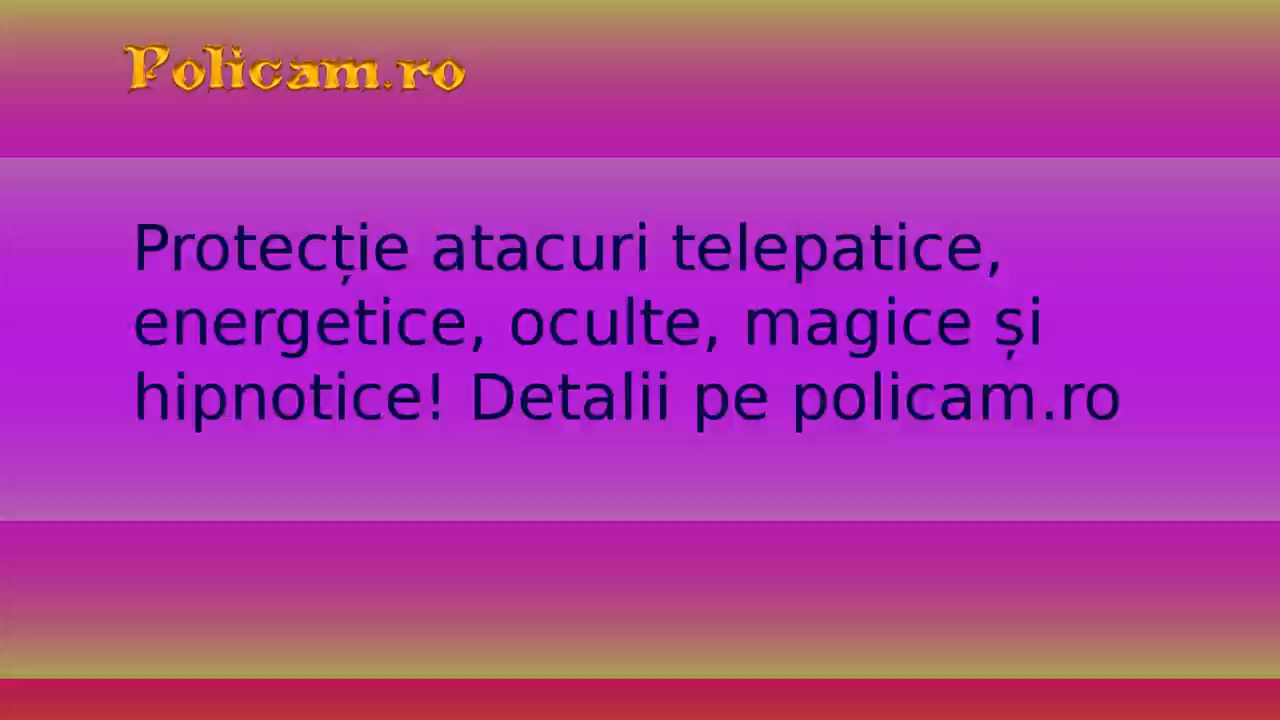 Policam.ro
Protecție atacuri telepatice,
energetice, oculte, magice și
hipnotice! Detalii pe policam.ro